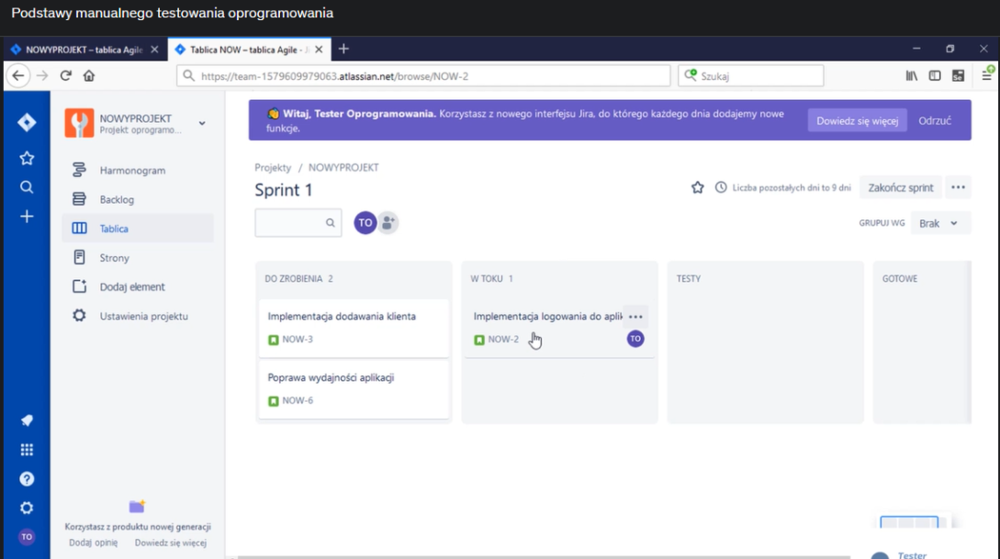 Podstawy manualnego testowania oprogramowania
NOWYPROJEKT – tablica Agile
Tablica NOW – tablica Agile - Ji
https://team-1579609979063.atlassian.net/browse/NOW-2
Szukaj
Se
NOWYPROJEKT
Projekt oprogramo...
Harmonogram
Backlog
Tablica
Strony
Dodaj element
Ustawienia projektu
Korzystasz z produktu nowej generacji
Dodaj opinię Dowiedz się więcej
TO
Witaj, Tester Oprogramowania. Korzystasz z nowego interfejsu Jira, do którego każdego dnia dodajemy nowe
funkcje.
Dowiedz się więcej
Odrzuć
Projekty / NOWYPROJEKT
Sprint 1
Liczba pozostałych dni to 9 dni
Zakończ sprint
TO
GRUPUJ WG Brak
DO ZROBIENIA 2
Implementacja dodawania klienta
NOW-3
Poprawa wydajności aplikacji
NOW-6
W TOKU 1
Implementacja logowania do aplik
NOW-2
TO
TESTY
GOTOWE
Tester